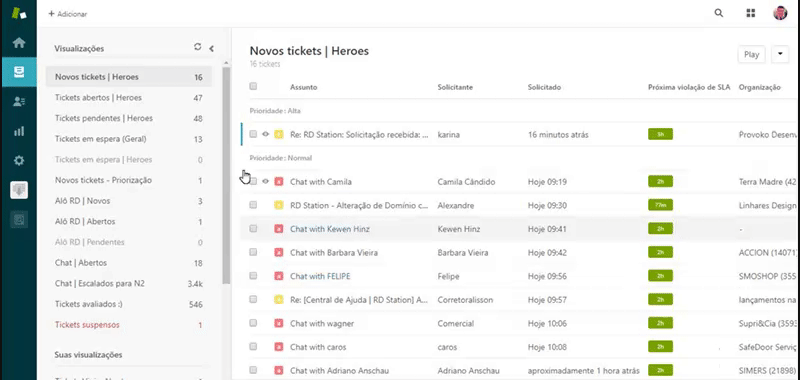 + Adicionar
Visualizações
Novos tickets | Heroes 16
Tickets abertos | Heroes 47
Tickets pendentes | Heroes 48
Tickets em espera (Geral) 13
Tickets em espera | Heroes 0
Novos tickets - Priorização 1
Alô RD | Novos 3
Alô RD | Abertos 1
Alô RD | Pendentes 0
Chat | Abertos 18
Chat | Escalados para N2 3.4k
Tickets avaliados :) 546
Tickets suspensos 1
Suas visualizações
Novos tickets | Heroes
16 tickets
Play
Assunto Solicitante Solicitado Próxima violação de SLA Organização
Prioridade: Alta
Re: RD Station: Solicitação recebida: ... karina 16 minutos atrás 5h Provoko Desenv
Prioridade: Normal
a Chat with Camila Camila Cândido Hoje 09:19 2h Terra Madre (42
RD Station - Alteração de Domínio c... Alexandre Hoje 09:30 77m Linhares Design
a Chat with Kewen Hinz Kewen Hinz Hoje 09:41 2h -
a Chat with Barbara Vieira Barbara Vieira Hoje 09:42 2h ACCION (14071)
a Chat with FELIPE Felipe Hoje 09:56 2h SMOSHOP (355
Re: [Central de Ajuda | RD Station] A... Corretoralisson Hoje 09:57 2h lançamentos na
a Chat with wagner Comercial Hoje 10:06 2h Supri&Cia (3593
a Chat with caros caros Hoje 10:08 2h SafeDoor Serviç
a Chat with Adriano Anschau Adriano Anschau aproximadamente 1 hora atrás 2h SIMERS (21898)